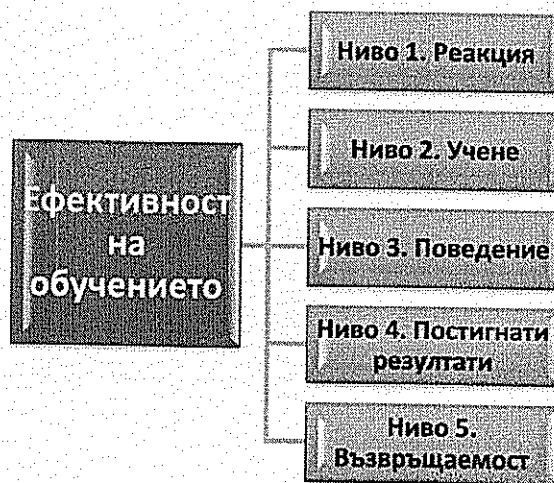 Ефективност
на
обучението
Ниво 1. Реакция
Ниво 2. Учене
Ниво 3. Поведение
Ниво 4. Постигнати
резултати
Ниво 5.
Възвръщаемост